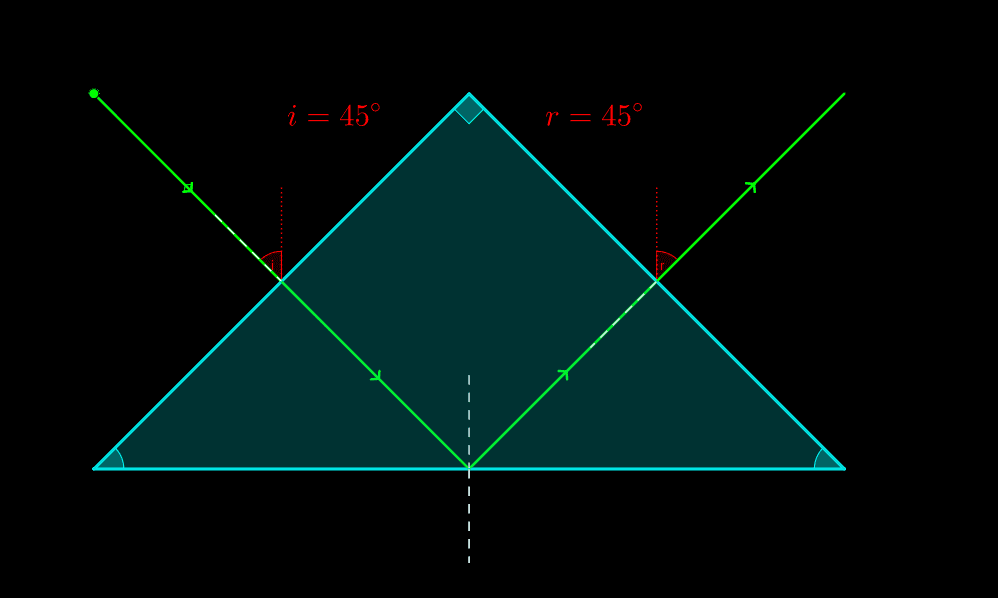 i = 45°
r = 45°
i
r